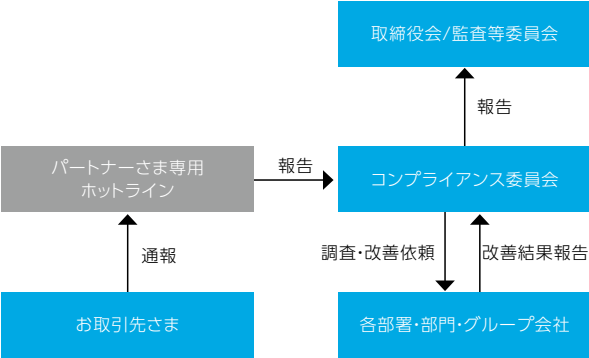 取締役会/監査等委員会
報告
パートナーさま専用
ホットライン
報告
コンプライアンス委員会
通報
調査・改善依頼
改善結果報告
お取引先さま
各部署・部門・グループ会社